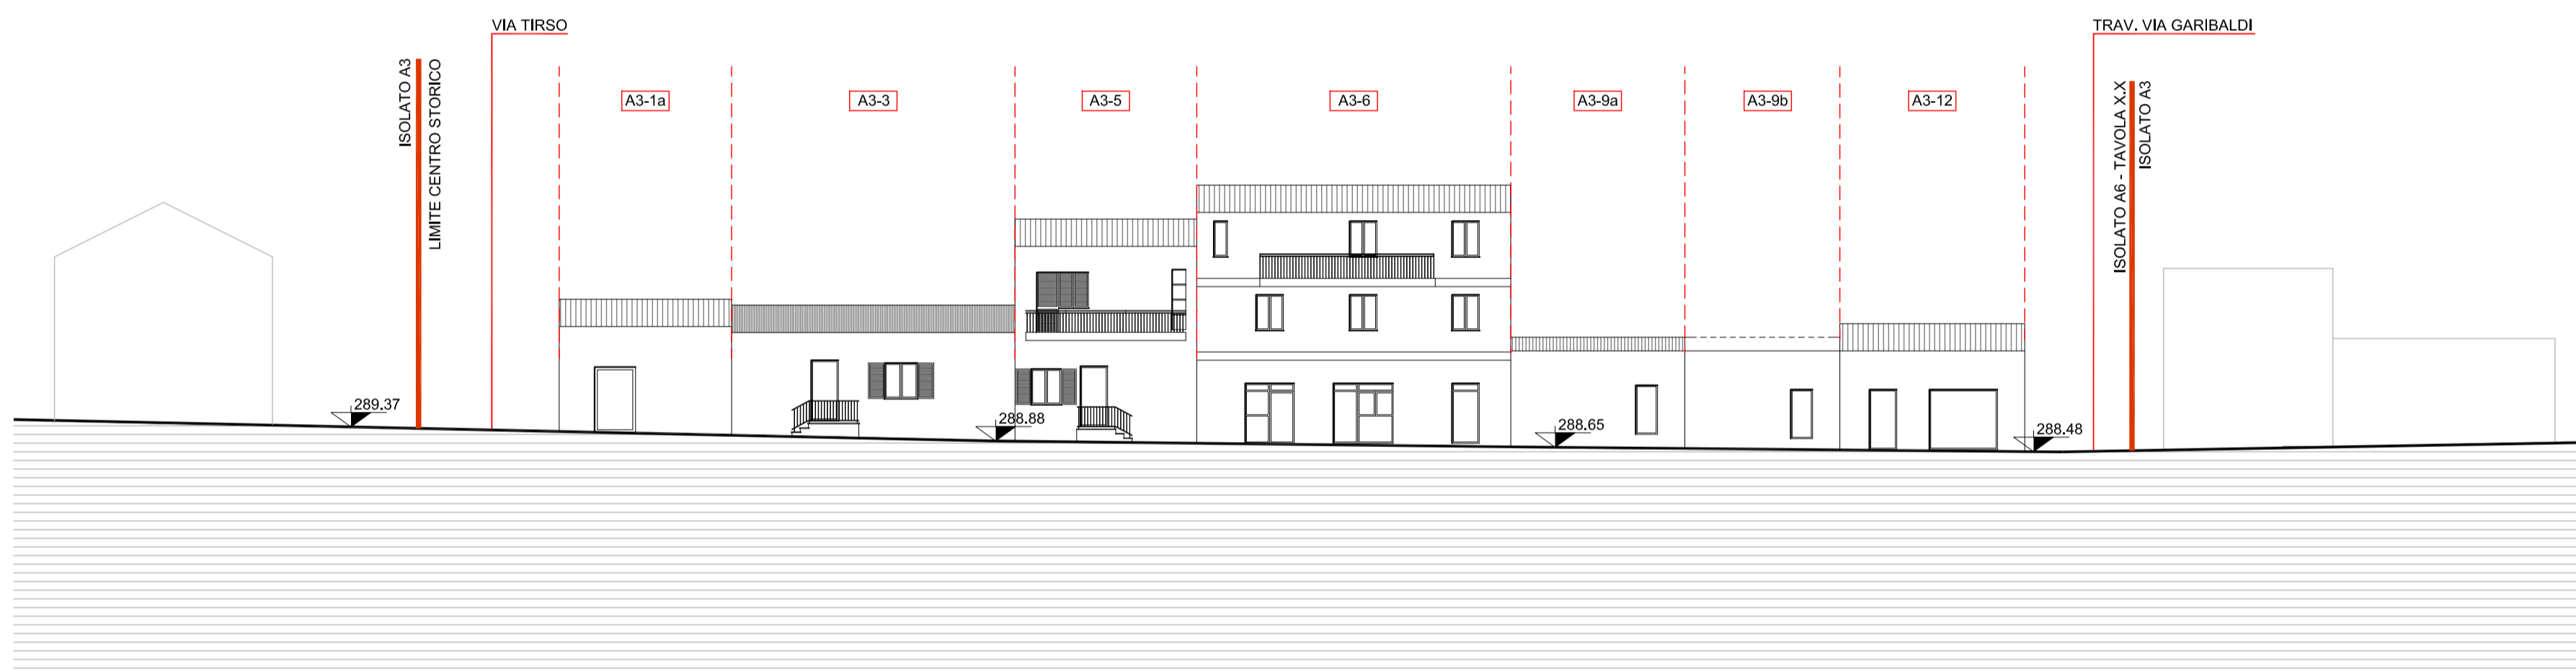 VIA TIRSO
TRAV. VIA GARIBALDI
ISOLATO A3
LIMITE CENTRO STORICO
A3-1a
A3-3
A3-5
A3-6
A3-9a
A3-9b
A3-12
ISOLATO A6 - TAVOLA X.X
ISOLATO A3
289.37
288.88
288.65
288.48